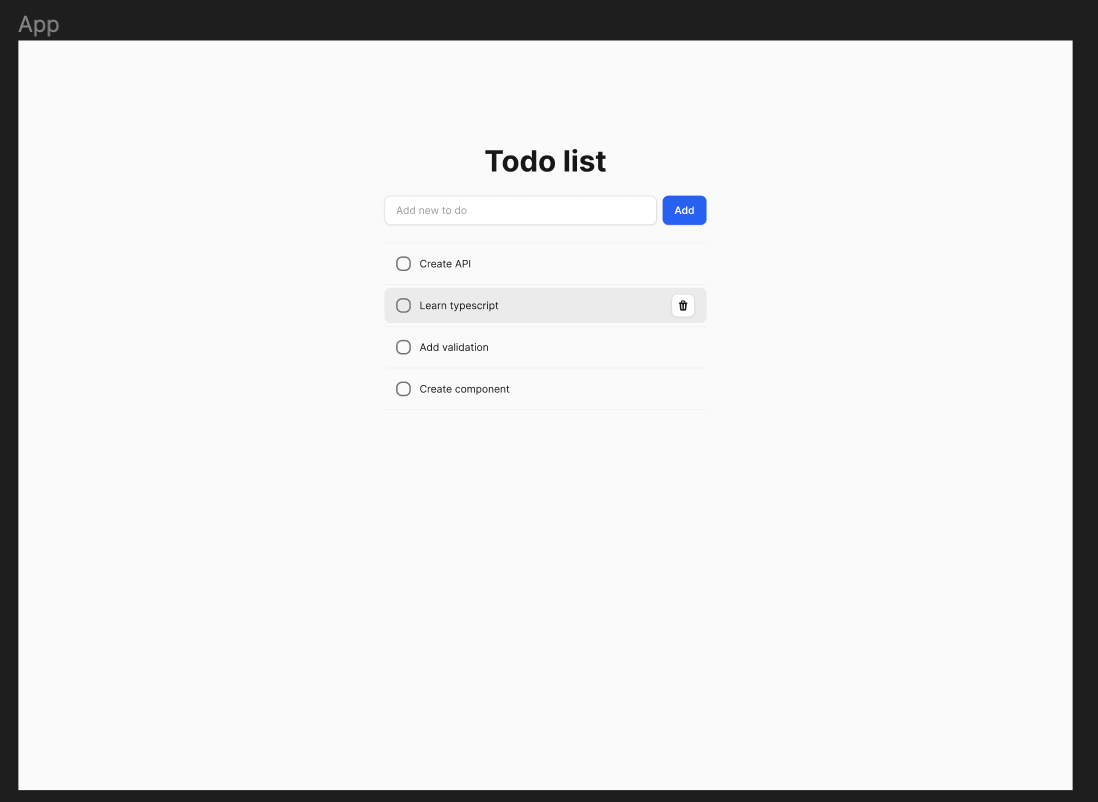 App
Todo list
Add new to do
Add
Create API
Learn typescript
Add validation
Create component